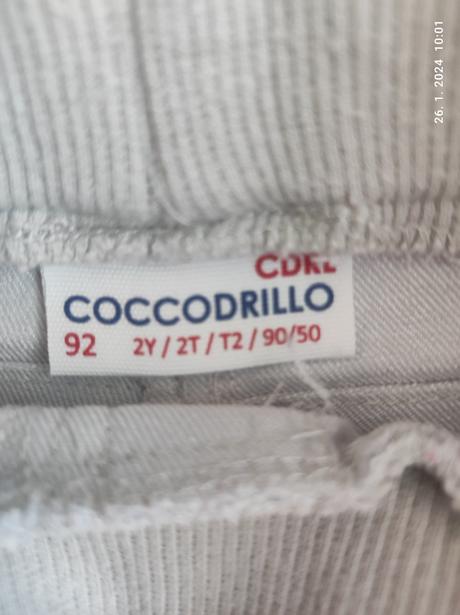 26. 1. 2024 10:01
CDRL
COCCODRILLO
92 2Y / 2T / T2 / 90/50